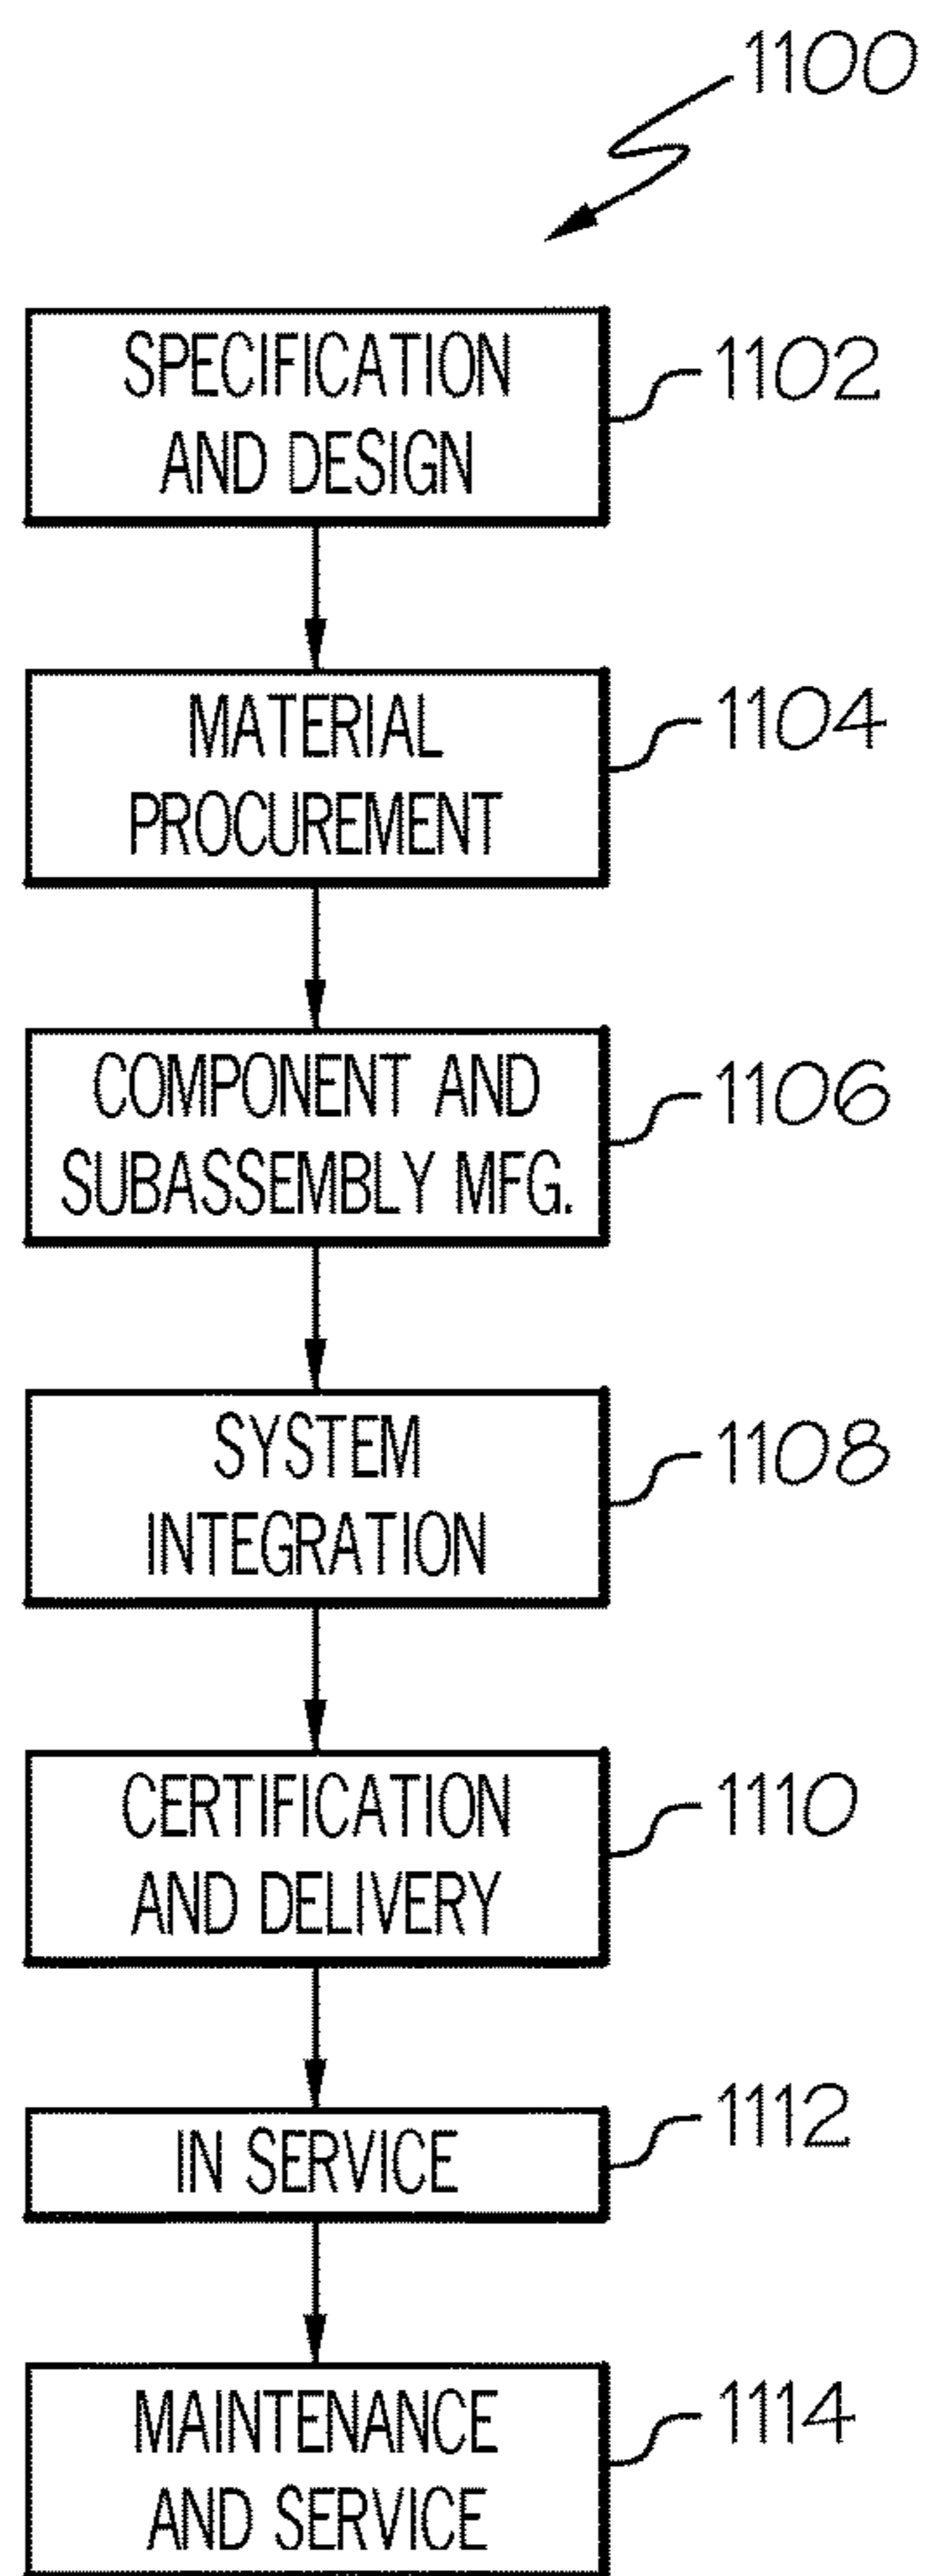 1100
SPECIFICATION
AND DESIGN
1102
MATERIAL
PROCUREMENT
1104
COMPONENT AND
SUBASSEMBLY MFG.
1106
SYSTEM
INTEGRATION
1108
CERTIFICATION
AND DELIVERY
1110
IN SERVICE
1112
MAINTENANCE
AND SERVICE
1114